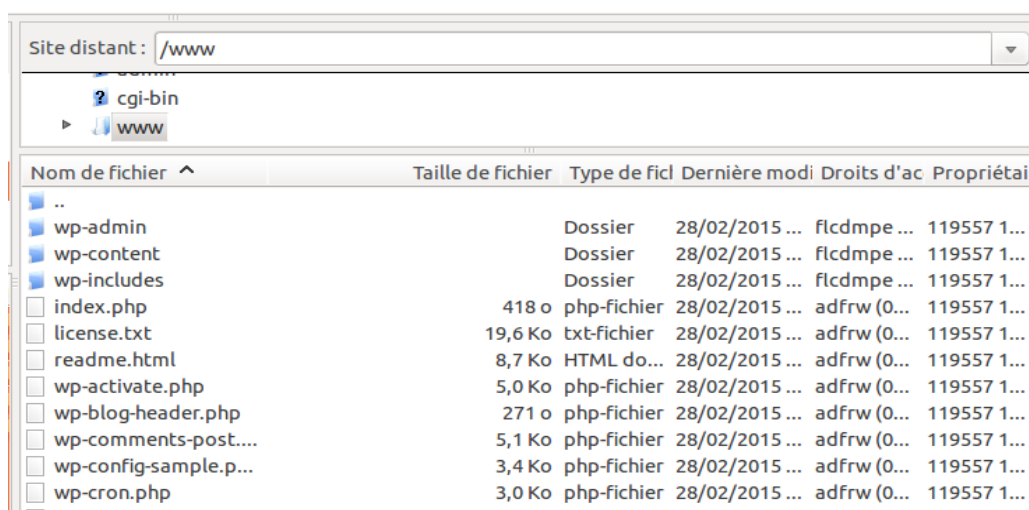 Site distant : /www
cgi-bin
www
Nom de fichier Taille de fichier Type de ficl Dernière modi Droits d'ac Propriétai
..
wp-admin Dossier 28/02/2015 ... flcdmpe ... 119557 1...
wp-content Dossier 28/02/2015 ... flcdmpe ... 119557 1...
wp-includes Dossier 28/02/2015 ... flcdmpe ... 119557 1...
index.php 418 o php-fichier 28/02/2015 ... adfrw (0... 119557 1...
license.txt 19,6 Ko txt-fichier 28/02/2015 ... adfrw (0... 119557 1...
readme.html 8,7 Ko HTML do... 28/02/2015 ... adfrw (0... 119557 1...
wp-activate.php 5,0 Ko php-fichier 28/02/2015 ... adfrw (0... 119557 1...
wp-blog-header.php 271 o php-fichier 28/02/2015 ... adfrw (0... 119557 1...
wp-comments-post.... 5,1 Ko php-fichier 28/02/2015 ... adfrw (0... 119557 1...
wp-config-sample.p... 3,4 Ko php-fichier 28/02/2015 ... adfrw (0... 119557 1...
wp-cron.php 3,0 Ko php-fichier 28/02/2015 ... adfrw (0... 119557 1...